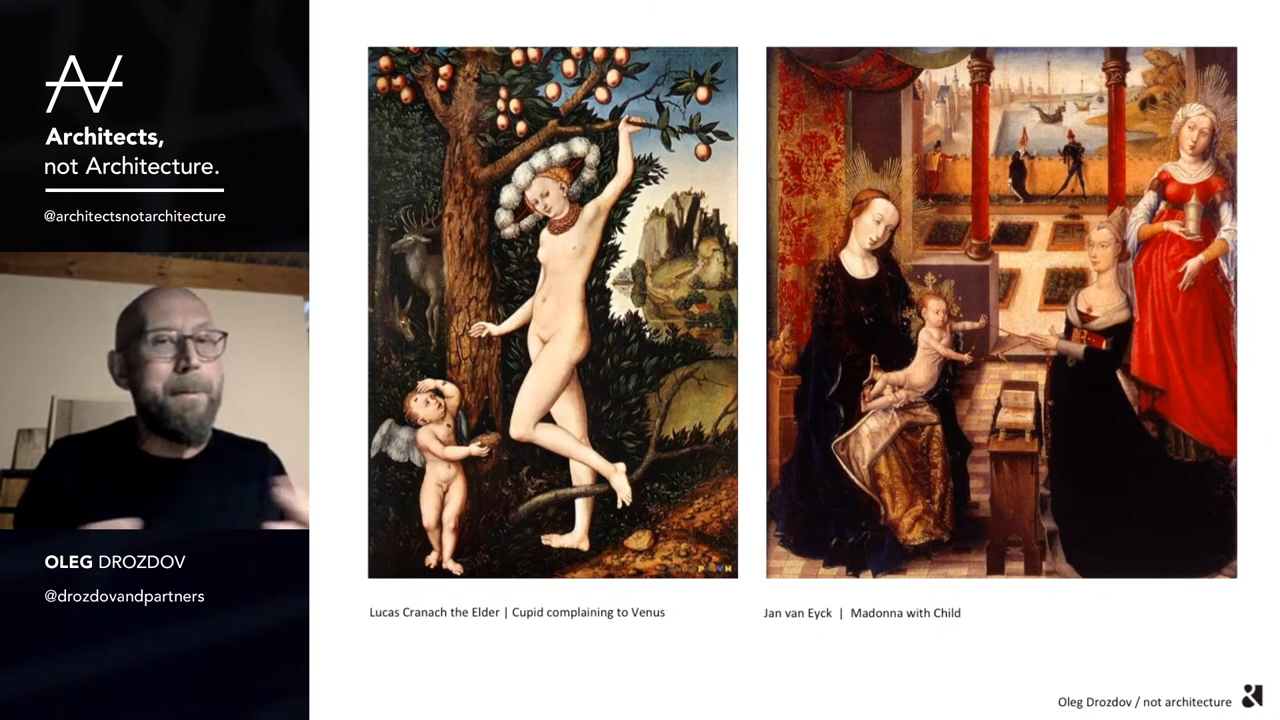 Architects,
not Architecture.
@architectsnotarchitecture
OLEG DROZDOV
@drozdovandpartners
Lucas Cranach the Elder | Cupid complaining to Venus
Jan van Eyck | Madonna with Child
Oleg Drozdov / not architecture